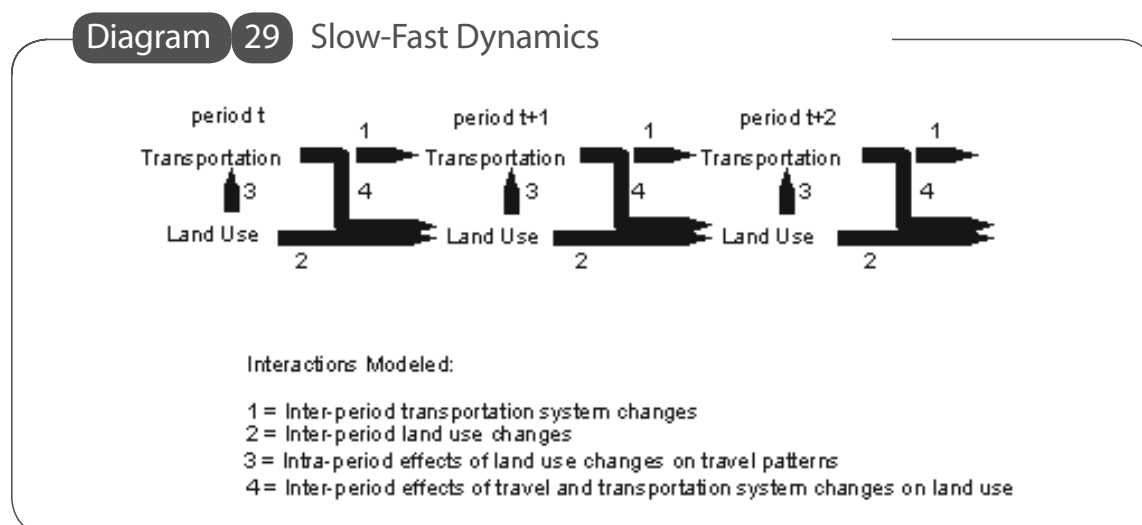 Diagram 29 Slow-Fast Dynamics
period t period t+1 period t+2
1 1 1
Transportation Transportation Transportation
3 4 3 4 3 4
Land Use Land Use Land Use
2 2 2
Interactions Modeled:
1 = Inter-period transportation system changes
2 = Inter-period land use changes
3 = Intra-period effects of land use changes on travel patterns
4 = Inter-period effects of travel and transportation system changes on land use